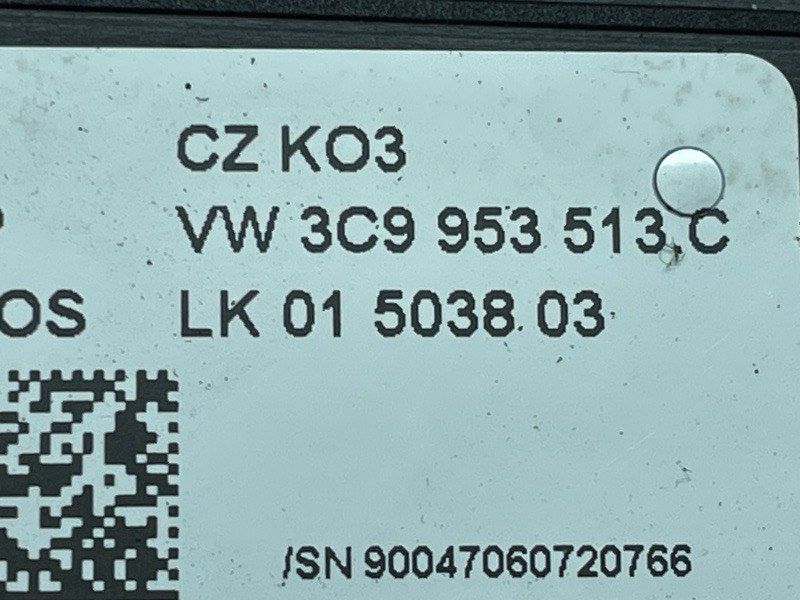 CZ KO3
VW 3C9 953 513 C
OS LK 01 5038 03
/SN 90047060720766